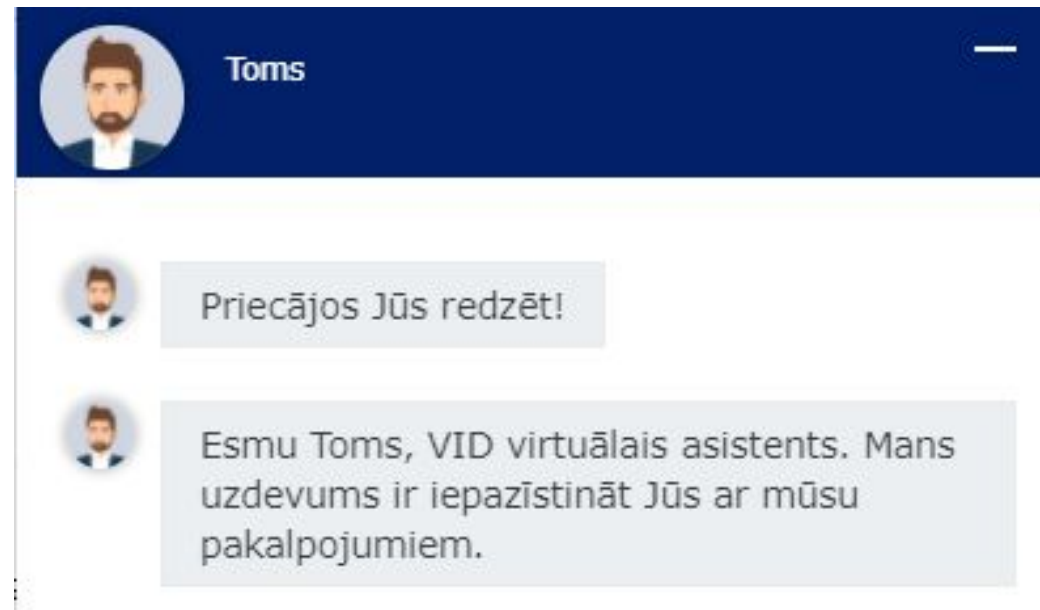 Toms
Priecājos Jūs redzēt!
Esmu Toms, VID virtuālais asistents. Mans
uzdevums ir iepazīstināt Jūs ar mūsu
pakalpojumiem.